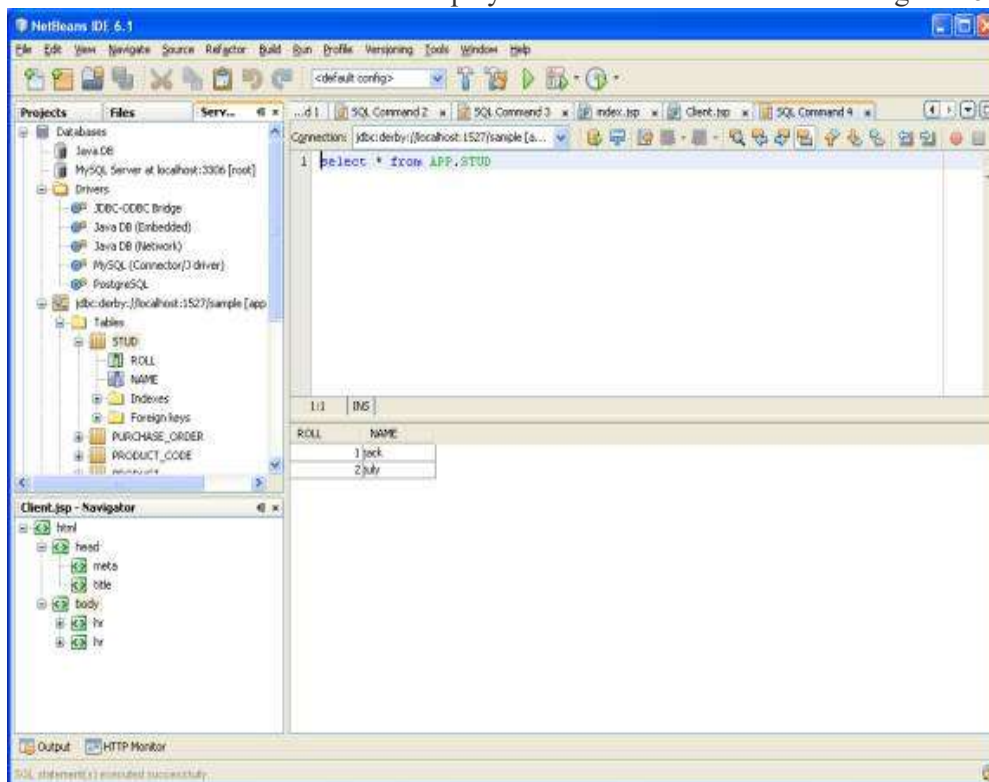 NetBeans IDE 6.1
File Edit View Navigate Source Refactor Build Run Profile Versioning Tools Window Help
<default config>
Projects Files Serv...
...d 1 SQL Command 2 SQL Command 3 index.jsp Client.jsp SQL Command 4
Connection: jdbc:derby://localhost:1527/sample [a...
1 select * from APP.STUD
Databases
Java DB
MySQL Server at localhost:3306 [root]
Drivers
JDBC-ODBC Bridge
Java DB (Embedded)
Java DB (Network)
MySQL (Connector/J driver)
PostgreSQL
jdbc:derby://localhost:1527/sample [app
Tables
STUD
ROLL
NAME
Indexes
Foreign keys
PURCHASE_ORDER
PRODUCT_CODE
PRODUCT
1:1 INS
ROLL NAME
1 jack
2 july
Client.jsp - Navigator
html
head
meta
title
body
hr
hr
Output HTTP Monitor
SQL statement(s) executed successfully